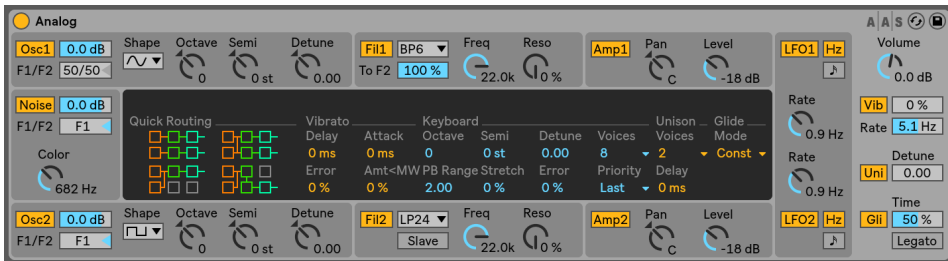 Analog A A S
Osc1 0.0 dB Shape Octave Semi Detune Fil1 BP6 Freq Reso Amp1 Pan Level LFO1 Hz Volume
F1/F2 50/50 0 0 st 0.00 To F2 100 % 22.0k 0 % C -18 dB 0.0 dB
Noise 0.0 dB Rate Vib 0 %
F1/F2 F1 Quick Routing Vibrato Keyboard Unison Glide 0.9 Hz Rate 5.1 Hz
Delay Attack Octave Semi Detune Voices Voices Mode
Color 0 ms 0 ms 0 0 st 0.00 8 2 Const Rate Detune
Error Amt<MW PB Range Stretch Error Priority Delay Uni 0.00
682 Hz 0 % 0 % 2.00 0 % 0 % Last 0 ms 0.9 Hz
Osc2 0.0 dB Shape Octave Semi Detune Fil2 LP24 Freq Reso Amp2 Pan Level LFO2 Hz Time
Gli 50 %
F1/F2 F1 0 0 st 0.00 Slave 22.0k 0 % C -18 dB Legato